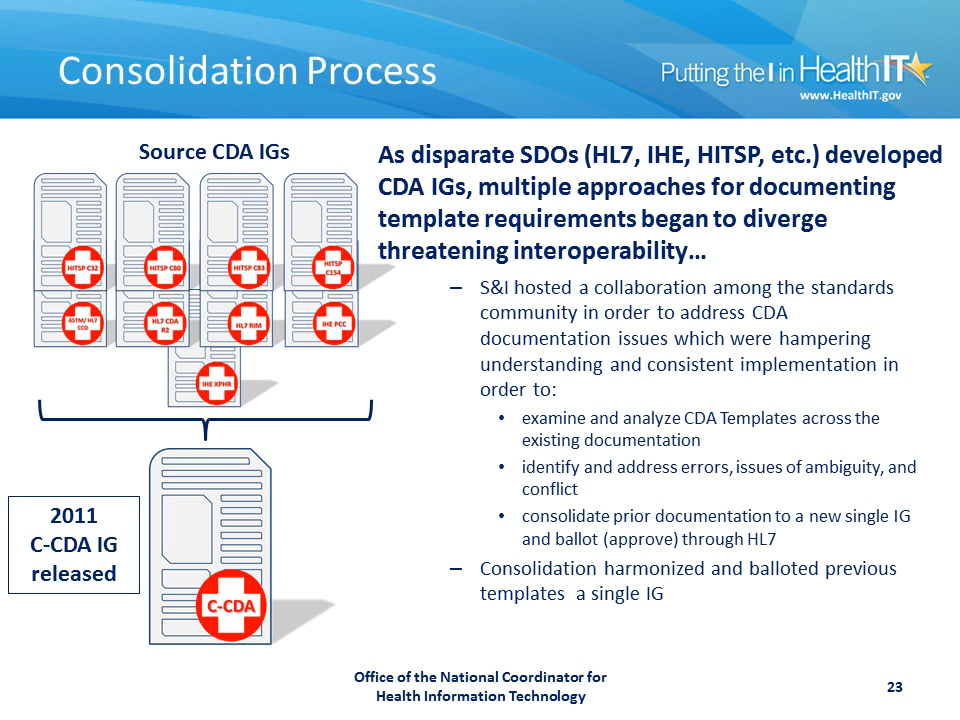 Consolidation Process
Putting the I in HealthIT
www.HealthIT.gov
Source CDA IGs
HITSP C32
HITSP C80
HITSP C83
HITSP
C154
ASTM/ HL7
CCD
HL7 CDA
R2
HL7 RIM
IHE PCC
IHE XPHR
2011
C-CDA IG
released
C-CDA
As disparate SDOs (HL7, IHE, HITSP, etc.) developed
CDA IGs, multiple approaches for documenting
template requirements began to diverge
threatening interoperability…
– S&I hosted a collaboration among the standards
community in order to address CDA
documentation issues which were hampering
understanding and consistent implementation in
order to:
• examine and analyze CDA Templates across the
existing documentation
• identify and address errors, issues of ambiguity, and
conflict
• consolidate prior documentation to a new single IG
and ballot (approve) through HL7
– Consolidation harmonized and balloted previous
templates a single IG
Office of the National Coordinator for
Health Information Technology
23